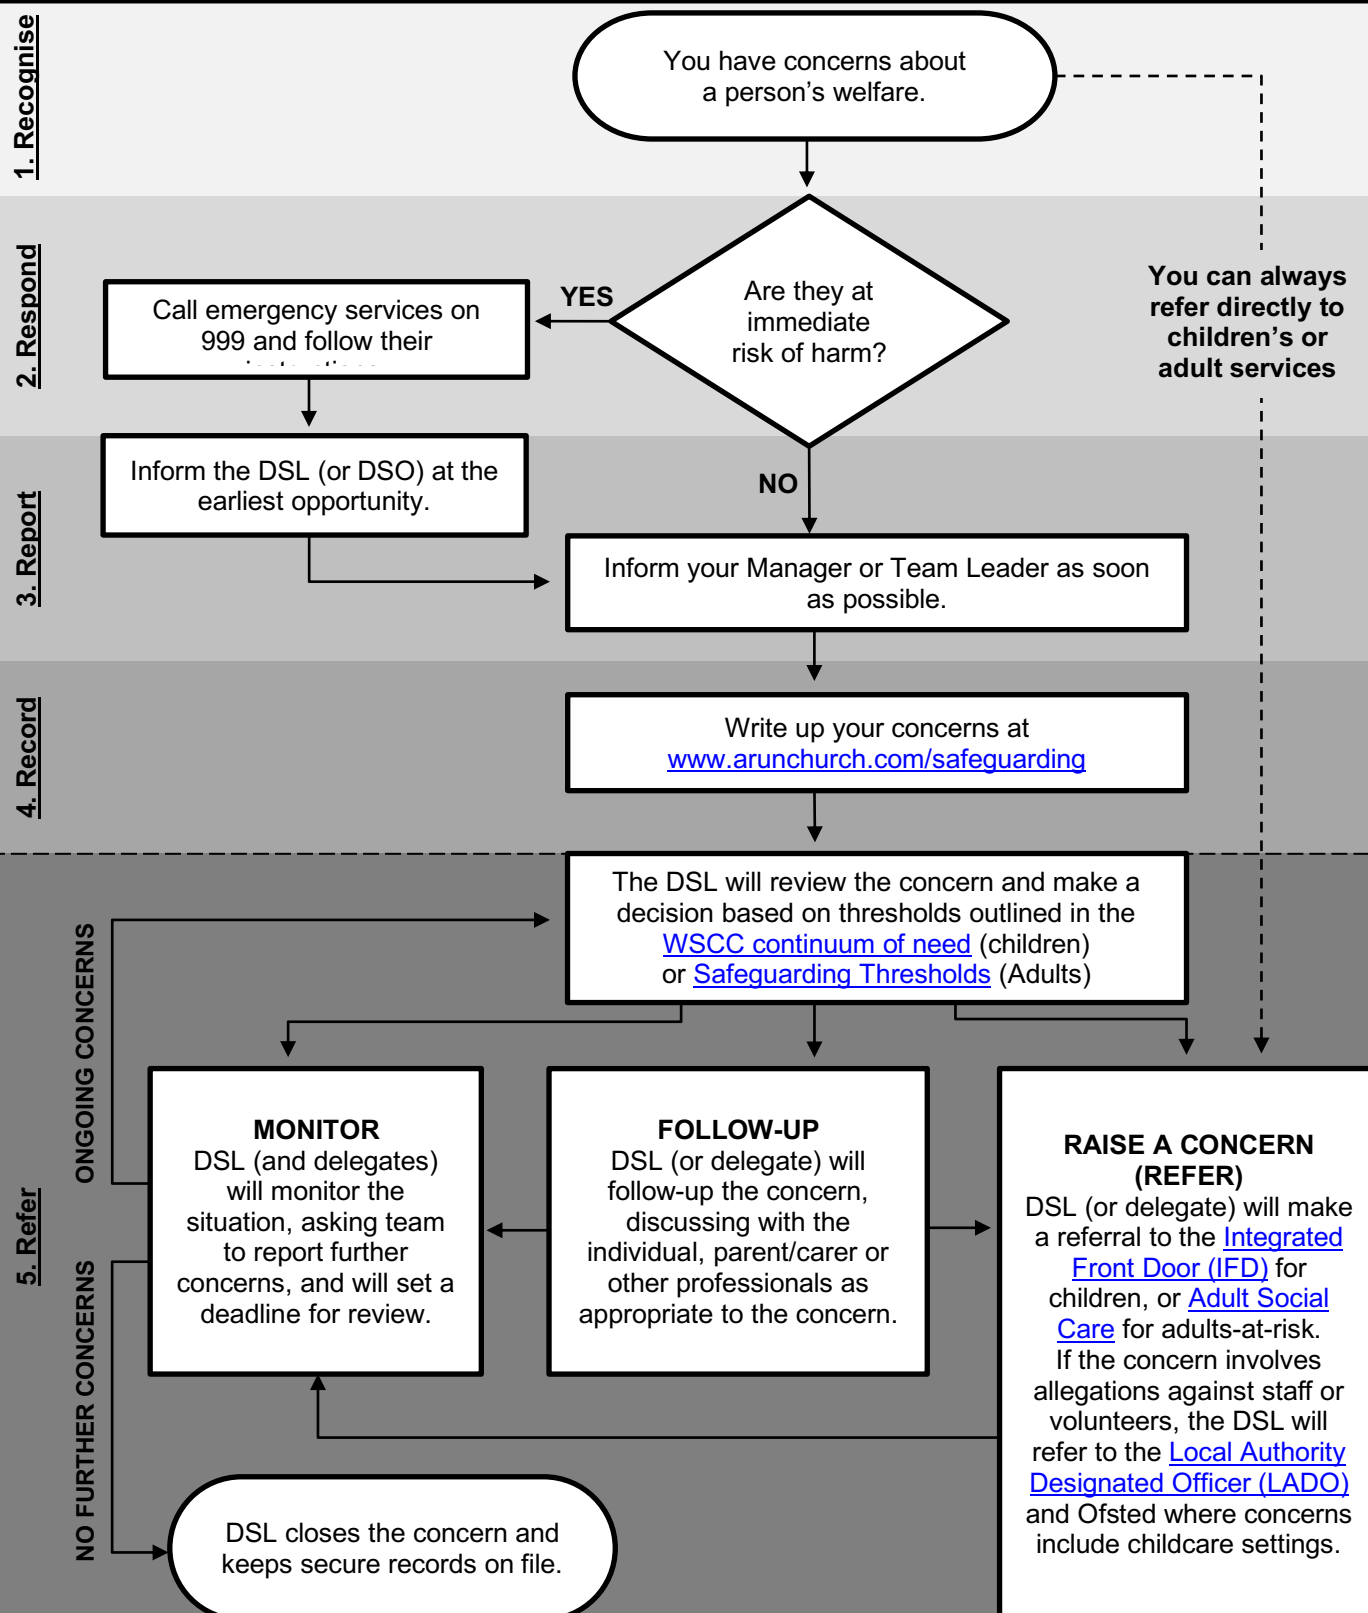 1. Recognise
You have concerns about
a person's welfare.
2. Respond
Are they at
immediate
risk of harm?
YES
Call emergency services on
999 and follow their
You can always
refer directly to
children's or
adult services
3. Report
Inform the DSL (or DSO) at the
earliest opportunity.
NO
Inform your Manager or Team Leader as soon
as possible.
4. Record
Write up your concerns at
www.arunchurch.com/safeguarding
5. Refer
The DSL will review the concern and make a
decision based on thresholds outlined in the
WSCC continuum of need (children)
or Safeguarding Thresholds (Adults)
ONGOING CONCERNS
MONITOR
DSL (and delegates)
will monitor the
situation, asking team
to report further
concerns, and will set a
deadline for review.
FOLLOW-UP
DSL (or delegate) will
follow-up the concern,
discussing with the
individual, parent/carer or
other professionals as
appropriate to the concern.
RAISE A CONCERN
(REFER)
DSL (or delegate) will make
a referral to the Integrated
Front Door (IFD) for
children, or Adult Social
Care for adults-at-risk.
If the concern involves
allegations against staff or
volunteers, the DSL will
refer to the Local Authority
Designated Officer (LADO)
and Ofsted where concerns
include childcare settings.
NO FURTHER CONCERNS
DSL closes the concern and
keeps secure records on file.